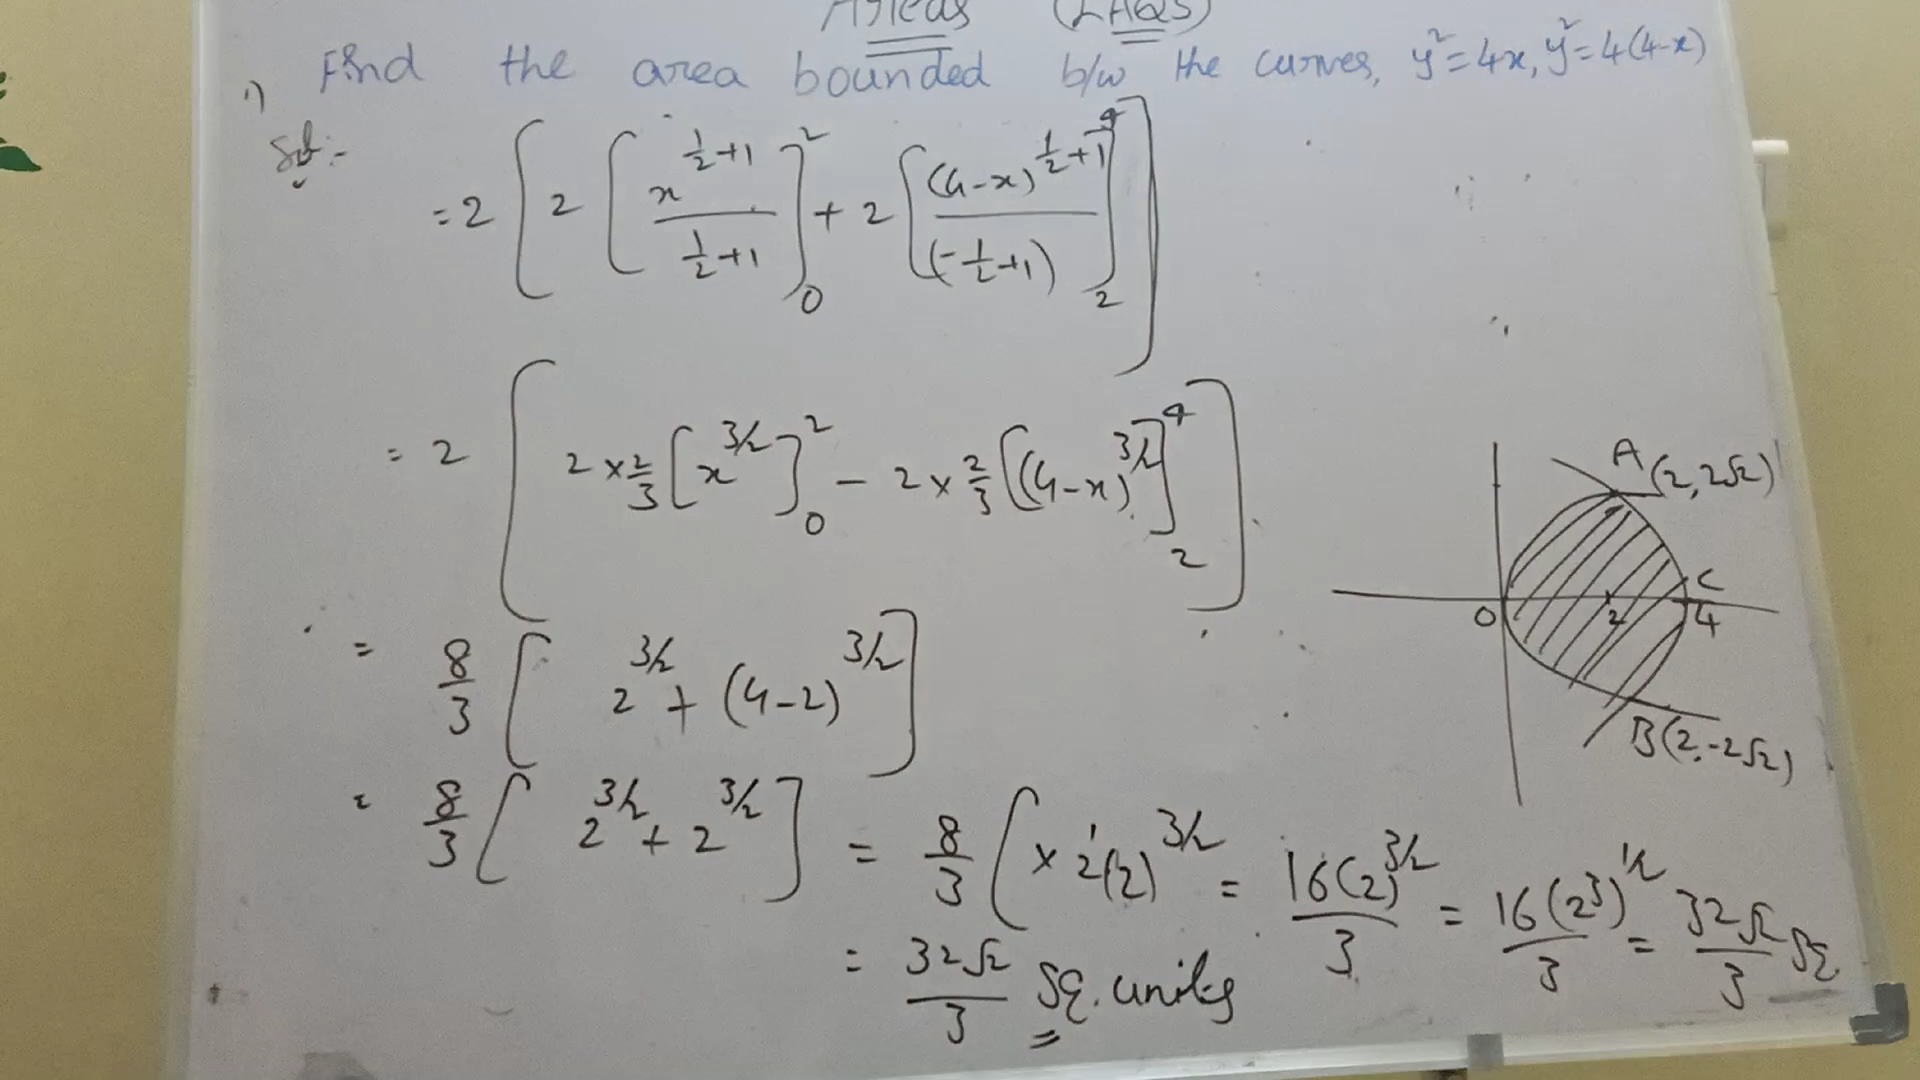 Areas (LAQS)
1) Find the area bounded b/w the curves, y²=4x, y²=4(4-x)
Sol:-
= 2 [ 2 [ x^(1/2+1) / (1/2+1) ]₀² + 2 [ (4-x)^(1/2+1) / (-1/2+1) ]₂⁴ ]
= 2 [ 2 × 2/3 [ x^(3/2) ]₀² - 2 × 2/3 [ (4-x)^(3/2) ]₂⁴ ]
= 8/3 [ 2^(3/2) + (4-2)^(3/2) ]
= 8/3 [ 2^(3/2) + 2^(3/2) ] = 8/3 ( × 2¹(2)^(3/2) = 16(2)^(3/2) / 3 = 16(2³)^(1/2) / 3 = 32√2 / 3 Sq
= 32√2 / 3 Sq. units
A (2, 2√2)
C
O 2 4
B (2, -2√2)